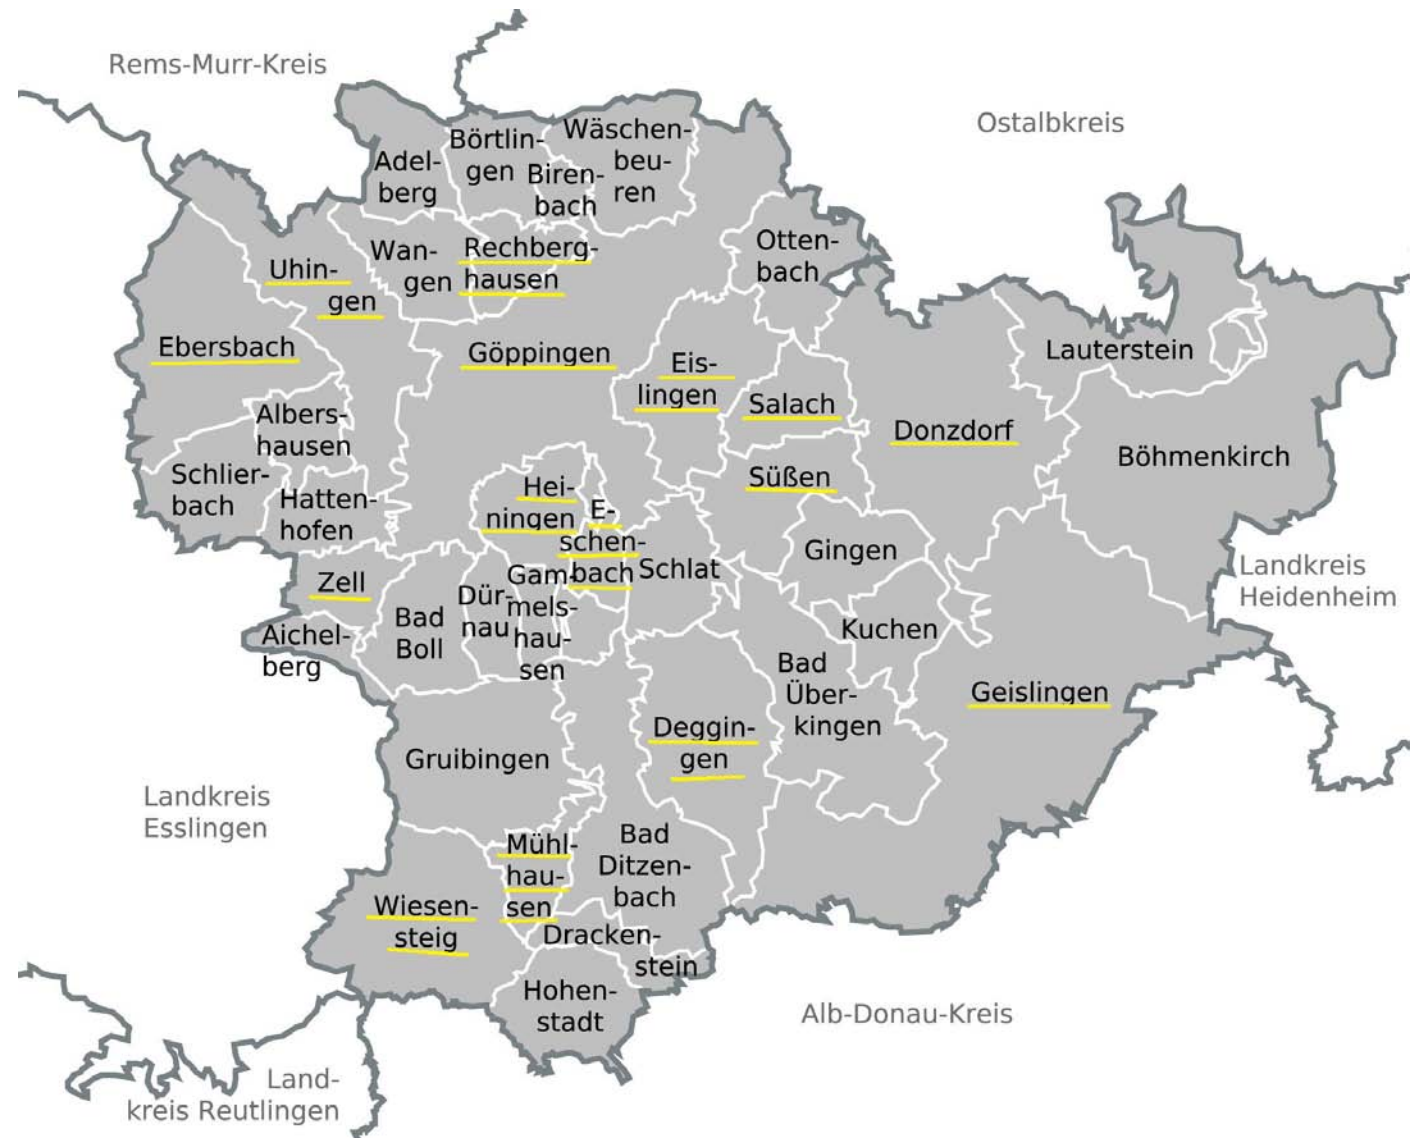 Rems-Murr-Kreis
Ostalbkreis
Adel-
berg
Börtlin-
gen
Biren-
bach
Wäschen-
beu-
ren
Uhin-
gen
Wan-
gen
Rechberg-
hausen
Otten-
bach
Ebersbach
Göppingen
Eis-
lingen
Salach
Donzdorf
Lauterstein
Böhmenkirch
Albers-
hausen
Schlier-
bach
Hatten-
hofen
Hei-
ningen
E-
schen-
bach
Süßen
Schlat
Gingen
Landkreis
Heidenheim
Zell
Aichel-
berg
Bad
Boll
Dür-
nau
Gam-
mels-
hau-
sen
Kuchen
Bad
Über-
kingen
Geislingen
Gruibingen
Deggin-
gen
Landkreis
Esslingen
Mühl-
hau-
sen
Bad
Ditzen-
bach
Wiesen-
steig
Dracken-
stein
Hohen-
stadt
Alb-Donau-Kreis
Land-
kreis Reutlingen